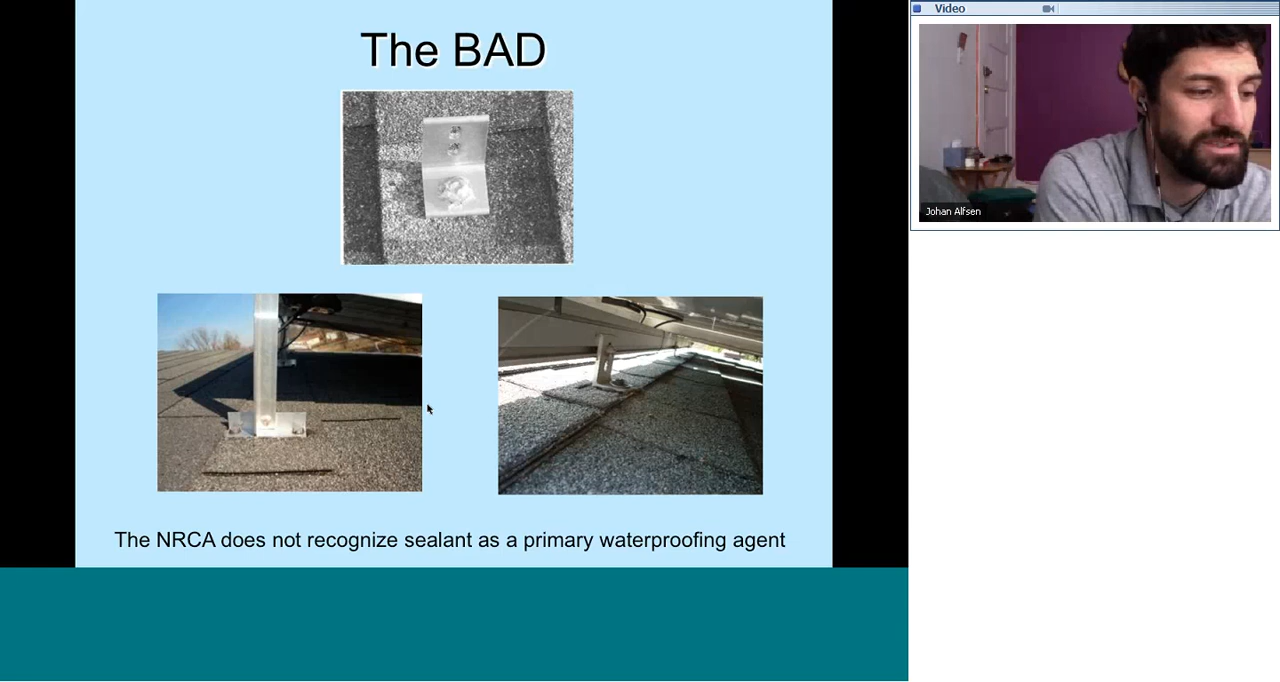 The BAD
The NRCA does not recognize sealant as a primary waterproofing agent
Video
Johan Alfsen